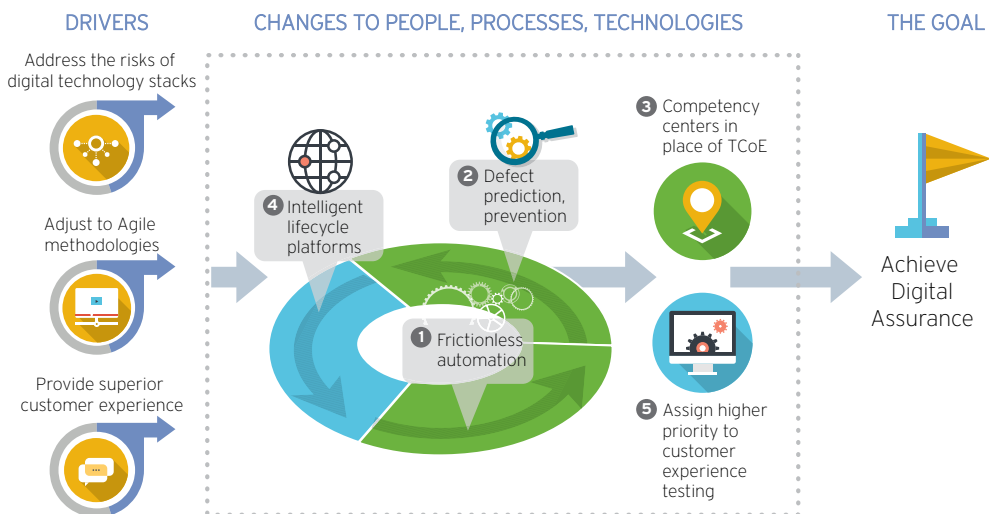 DRIVERS
Address the risks of
digital technology stacks
Adjust to Agile
methodologies
Provide superior
customer experience
CHANGES TO PEOPLE, PROCESSES, TECHNOLOGIES
4 Intelligent
lifecycle
platforms
2 Defect
prediction,
prevention
1 Frictionless
automation
3 Competency
centers in
place of TCoE
5 Assign higher
priority to
customer
experience
testing
THE GOAL
Achieve
Digital
Assurance